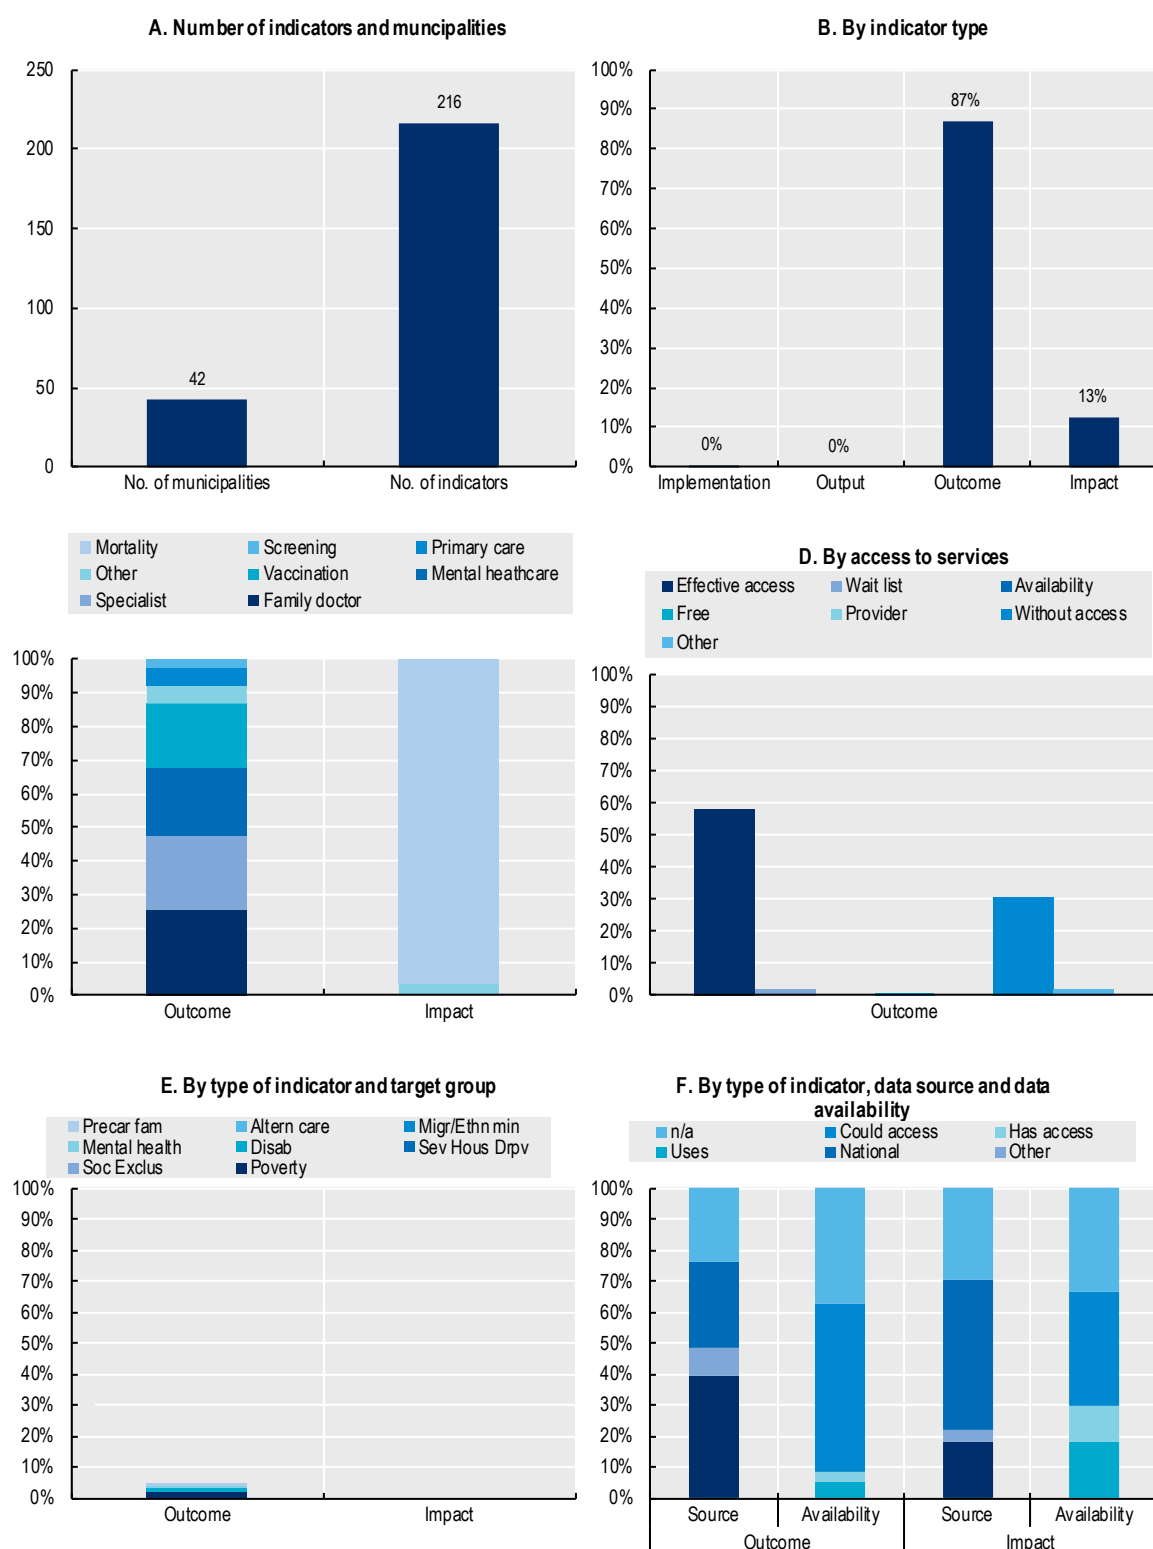 A. Number of indicators and muncipalities
250
200
150
100
50
0
42
216
No. of municipalities
No. of indicators
B. By indicator type
100%
90%
80%
70%
60%
50%
40%
30%
20%
10%
0%
0%
0%
87%
13%
Implementation
Output
Outcome
Impact
Mortality
Screening
Primary care
Other
Vaccination
Mental heathcare
Specialist
Family doctor
100%
90%
80%
70%
60%
50%
40%
30%
20%
10%
0%
Outcome
Impact
D. By access to services
Effective access
Wait list
Availability
Free
Provider
Without access
Other
100%
90%
80%
70%
60%
50%
40%
30%
20%
10%
0%
Outcome
E. By type of indicator and target group
Precar fam
Altern care
Migr/Ethn min
Mental health
Disab
Sev Hous Drpv
Soc Exclus
Poverty
100%
90%
80%
70%
60%
50%
40%
30%
20%
10%
0%
Outcome
Impact
F. By type of indicator, data source and data
availability
n/a
Could access
Has access
Uses
National
Other
100%
90%
80%
70%
60%
50%
40%
30%
20%
10%
0%
Source
Availability
Source
Availability
Outcome
Impact